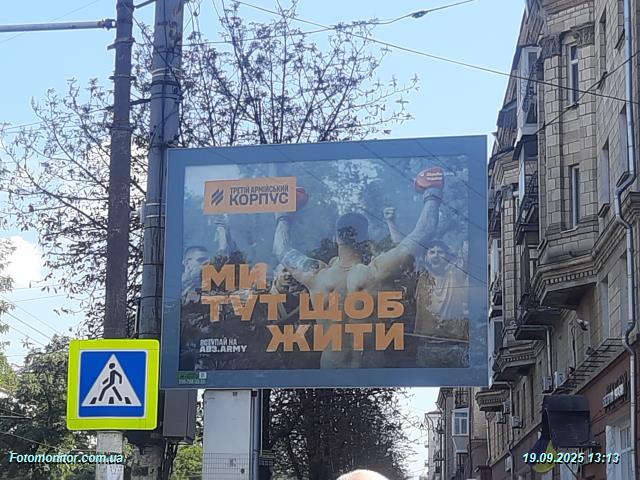 ТРЕТІЙ АРМІЙСЬКИЙ
КОРПУС
МИ
ТУТ ЩОБ
ЖИТИ
ВСТУПАЙ НА
AB3.ARMY
Fotomonitor.com.ua
19.09.2025 13:13